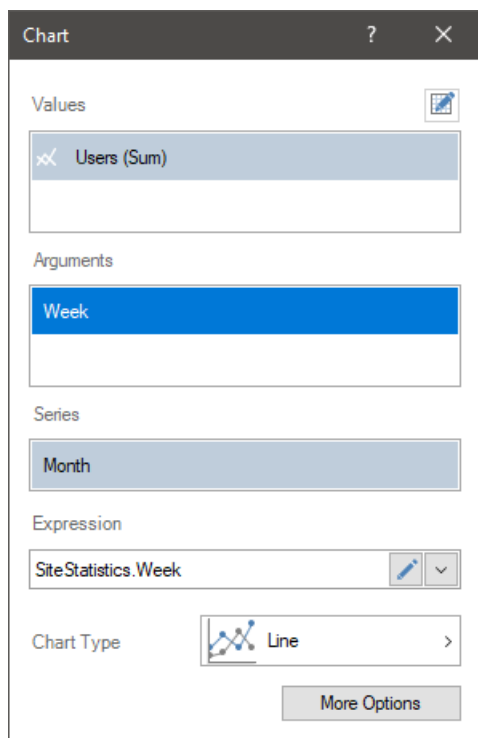 Chart ?
Values
Users (Sum)
Arguments
Week
Series
Month
Expression
SiteStatistics.Week
Chart Type Line
More Options